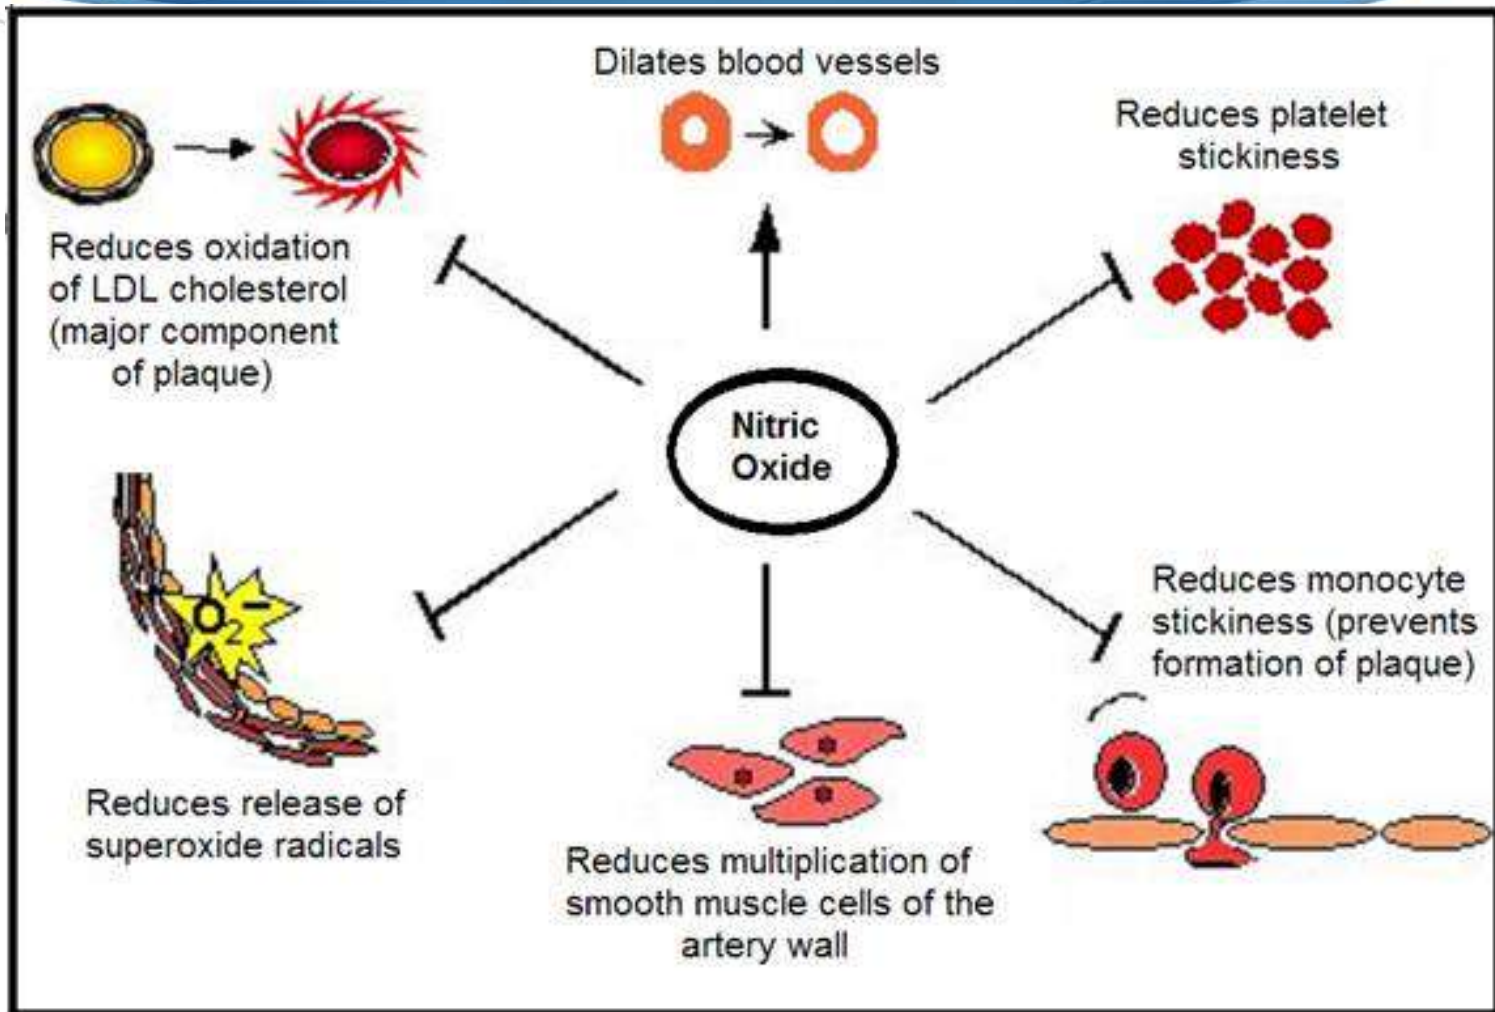 Dilates blood vessels
Reduces platelet
stickiness
Reduces oxidation
of LDL cholesterol
(major component
of plaque)
Nitric
Oxide
O2-
Reduces monocyte
stickiness (prevents
formation of plaque)
Reduces release of
superoxide radicals
Reduces multiplication of
smooth muscle cells of the
artery wall